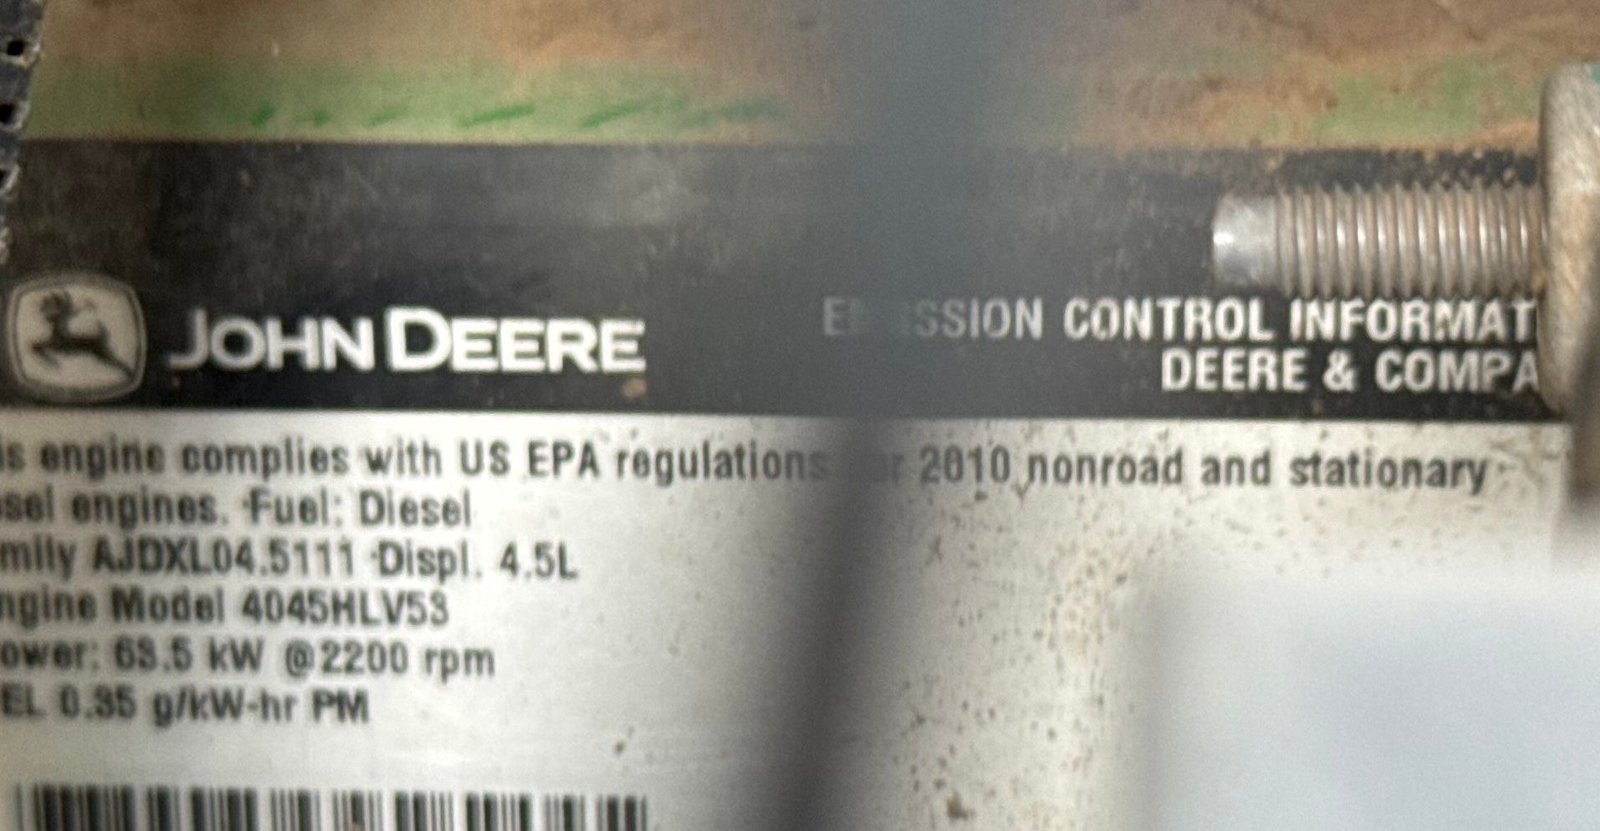 JOHN DEERE
EMISSION CONTROL INFORMAT
DEERE & COMPA
is engine complies with US EPA regulations for 2010 nonroad and stationary
sel engines. Fuel: Diesel
mily AJDXL04.5111 Displ. 4.5L
ngine Model 4045HLV53
ower: 63.5 kW @2200 rpm
EL 0.35 g/kW-hr PM